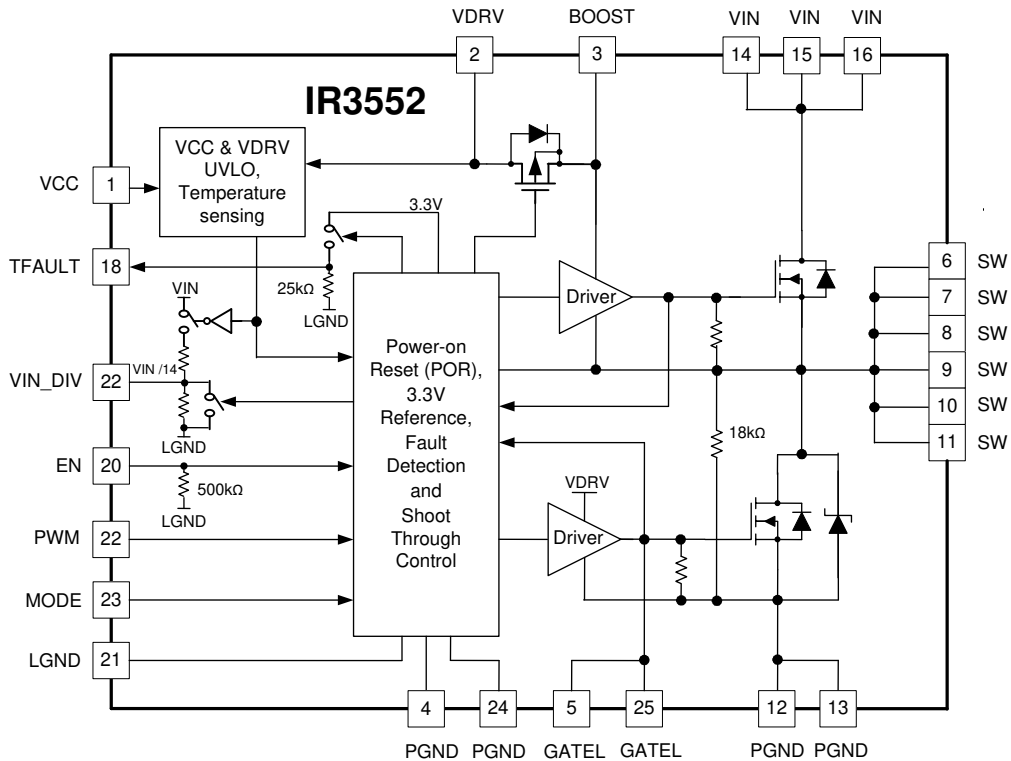 VDRV
BOOST
VIN
VIN
VIN
2
3
14
15
16
IR3552
VCC & VDRV
UVLO,
Temperature
sensing
VCC
1
3.3V
TFAULT
18
25kΩ
LGND
VIN
Driver
6
SW
7
SW
8
SW
9
SW
10
SW
11
SW
VIN_DIV
22
VIN /14
LGND
Power-on
Reset (POR),
3.3V
Reference,
Fault
Detection
and
Shoot
Through
Control
18kΩ
EN
20
500kΩ
LGND
VDRV
Driver
PWM
22
MODE
23
LGND
21
4
24
5
25
12
13
PGND
PGND
GATEL
GATEL
PGND
PGND